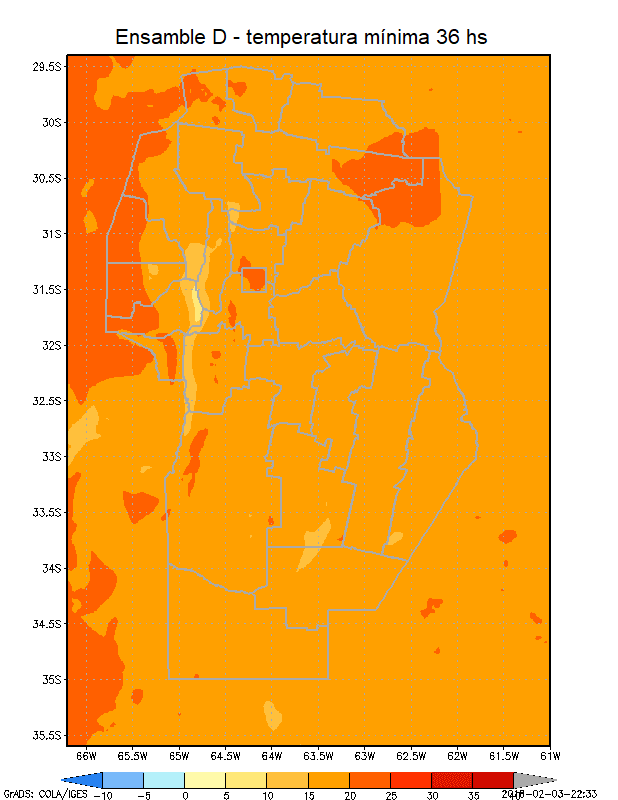 Ensamble D - temperatura mínima 36 hs
29.5S
30S
30.5S
31S
31.5S
32S
32.5S
33S
33.5S
34S
34.5S
35S
35.5S
66W 65.5W 65W 64.5W 64W 63.5W 63W 62.5W 62W 61.5W 61W
GrADS: COLA/IGES -10 -5 0 5 10 15 20 25 30 35
-02-03-22:33